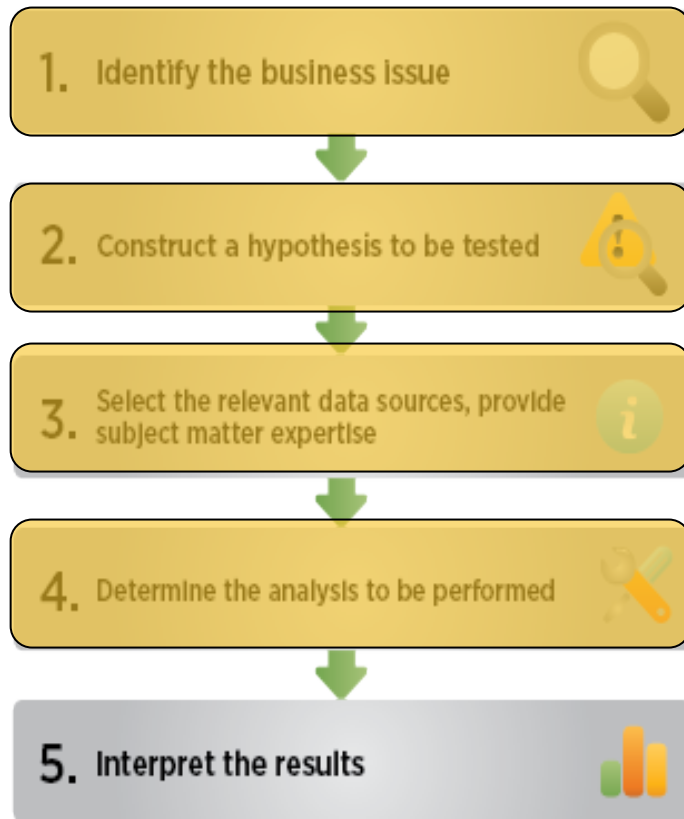 1. Identify the business issue
2. Construct a hypothesis to be tested
3. Select the relevant data sources, provide
subject matter expertise
4. Determine the analysis to be performed
5. Interpret the results